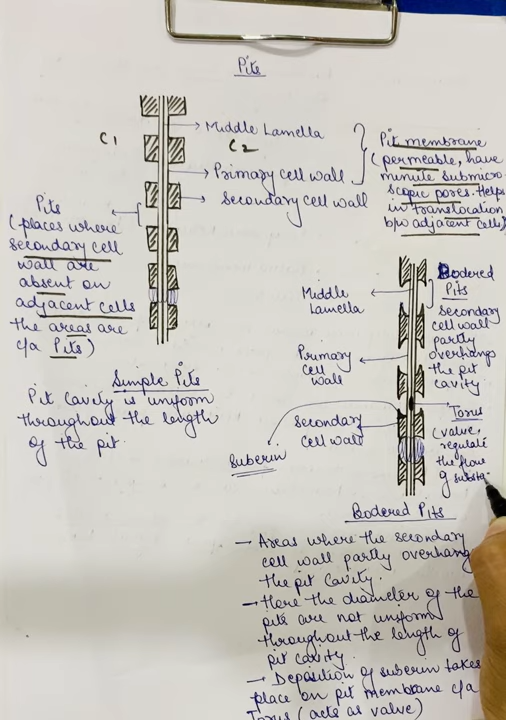 Pits
C1
C2
Middle Lamella
Primary cell wall
Secondary cell wall
Pit membrane
(permeable, have
minute submicro-
scopic pores. Helps
in translocation
b/w adjacent cells)
Pits
(places where
secondary cell
wall are
absent on
adjacent cells
the areas are
c/a Pits)
Simple Pits
Pit cavity is uniform
throughout the length
of the pit.
Bodered
Pits
Secondary
cell wall
partly
overhangs
the pit
cavity
Middle
Lamella
Primary
cell
wall
Secondary
cell wall
Suberin
Torus
(valve,
regulate
the flow
of
Bodered Pits
- Areas where the secondary
cell wall partly overhang
the pit cavity.
- Here the diameter of the
pits are not uniform
throughout the length of
pit cavity.
- Deposition of suberin takes
place on pit membrane c/a
Torus (acts as valve)